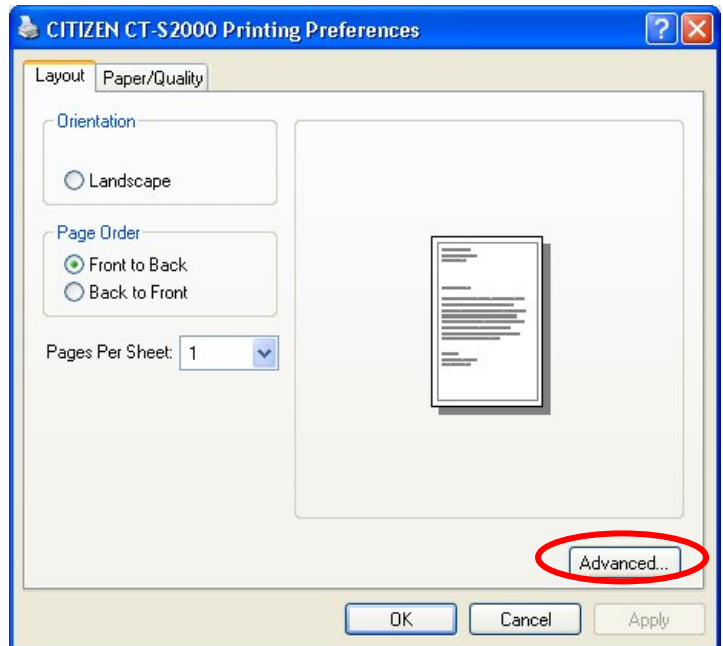 CITIZEN CT-S2000 Printing Preferences
Layout Paper/Quality
Orientation
Landscape
Page Order
Front to Back
Back to Front
Pages Per Sheet: 1
Advanced...
OK Cancel Apply